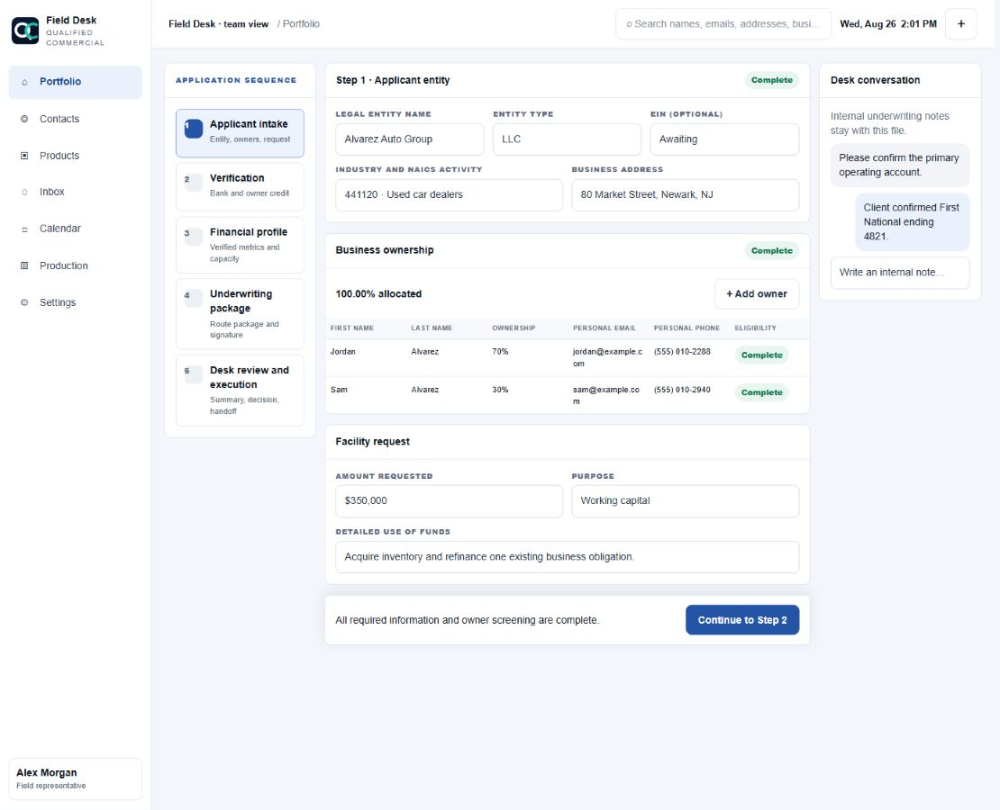 Field Desk
QUALIFIED
COMMERCIAL
Portfolio
Contacts
Products
Inbox
Calendar
Production
Settings
Alex Morgan
Field representative
Field Desk · team view / Portfolio
Search names, emails, addresses, busi…
Wed, Aug 26 2:01 PM
+
APPLICATION SEQUENCE
1
Applicant intake
Entity, owners, request
2
Verification
Bank and owner credit
3
Financial profile
Verified metrics and
capacity
4
Underwriting
package
Route package and
signature
5
Desk review and
execution
Summary, decision,
handoff
Step 1 · Applicant entity
Complete
LEGAL ENTITY NAME ENTITY TYPE EIN (OPTIONAL)
Alvarez Auto Group LLC Awaiting
INDUSTRY AND NAICS ACTIVITY BUSINESS ADDRESS
441120 · Used car dealers 80 Market Street, Newark, NJ
Business ownership
Complete
100.00% allocated
+ Add owner
FIRST NAME LAST NAME OWNERSHIP PERSONAL EMAIL PERSONAL PHONE ELIGIBILITY
Jordan Alvarez 70% jordan@example.c (555) 010-2288 Complete
om
Sam Alvarez 30% sam@example.co (555) 010-2940 Complete
m
Facility request
AMOUNT REQUESTED PURPOSE
$350,000 Working capital
DETAILED USE OF FUNDS
Acquire inventory and refinance one existing business obligation.
All required information and owner screening are complete.
Continue to Step 2
Desk conversation
Internal underwriting notes
stay with this file.
Please confirm the primary
operating account.
Client confirmed First
National ending
4821.
Write an internal note…